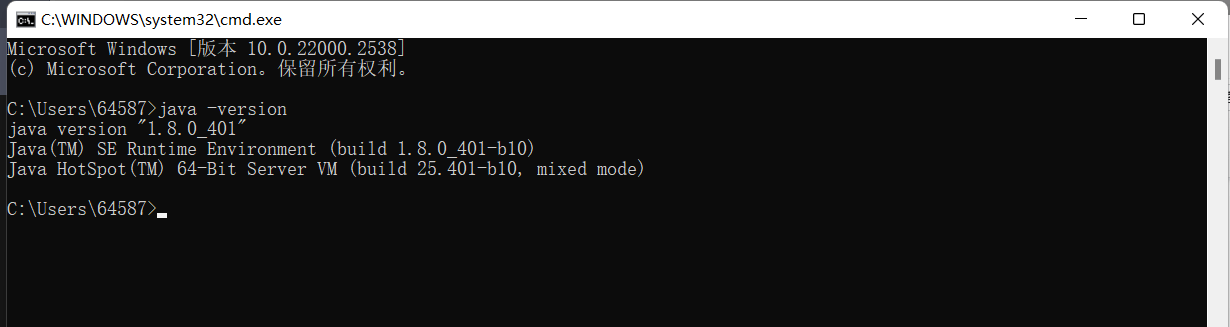 C:\WINDOWS\system32\cmd.exe
Microsoft Windows [版本 10.0.22000.2538]
(c) Microsoft Corporation。保留所有权利。
C:\Users\64587>java -version
java version "1.8.0_401"
Java(TM) SE Runtime Environment (build 1.8.0_401-b10)
Java HotSpot(TM) 64-Bit Server VM (build 25.401-b10, mixed mode)
C:\Users\64587>